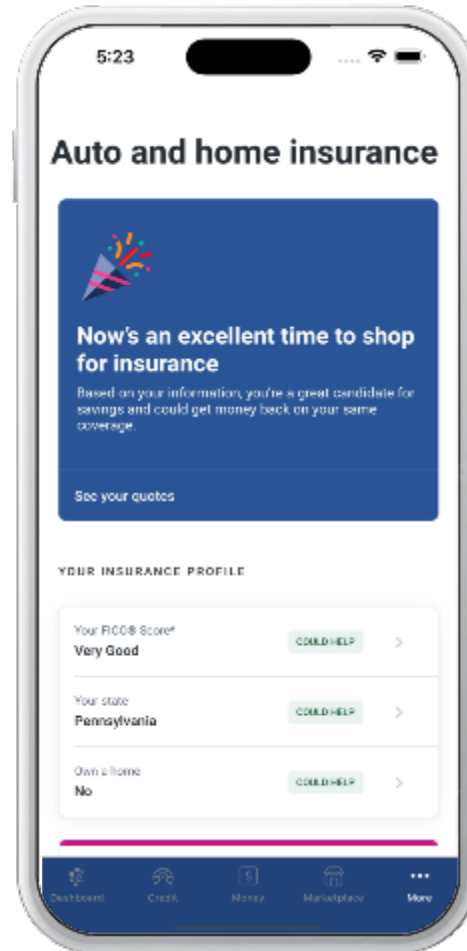 5:23
Auto and home insurance
Now's an excellent time to shop
for insurance
Based on your information, you're a great candidate for
savings and could get money back on your same
coverage.
See your quotes
YOUR INSURANCE PROFILE
Your FICO® Score*
Very Good
COULD HELP
Your state
Pennsylvania
COULD HELP
Own a home
No
COULD HELP
Dashboard
Credit
Money
Marketplace
More